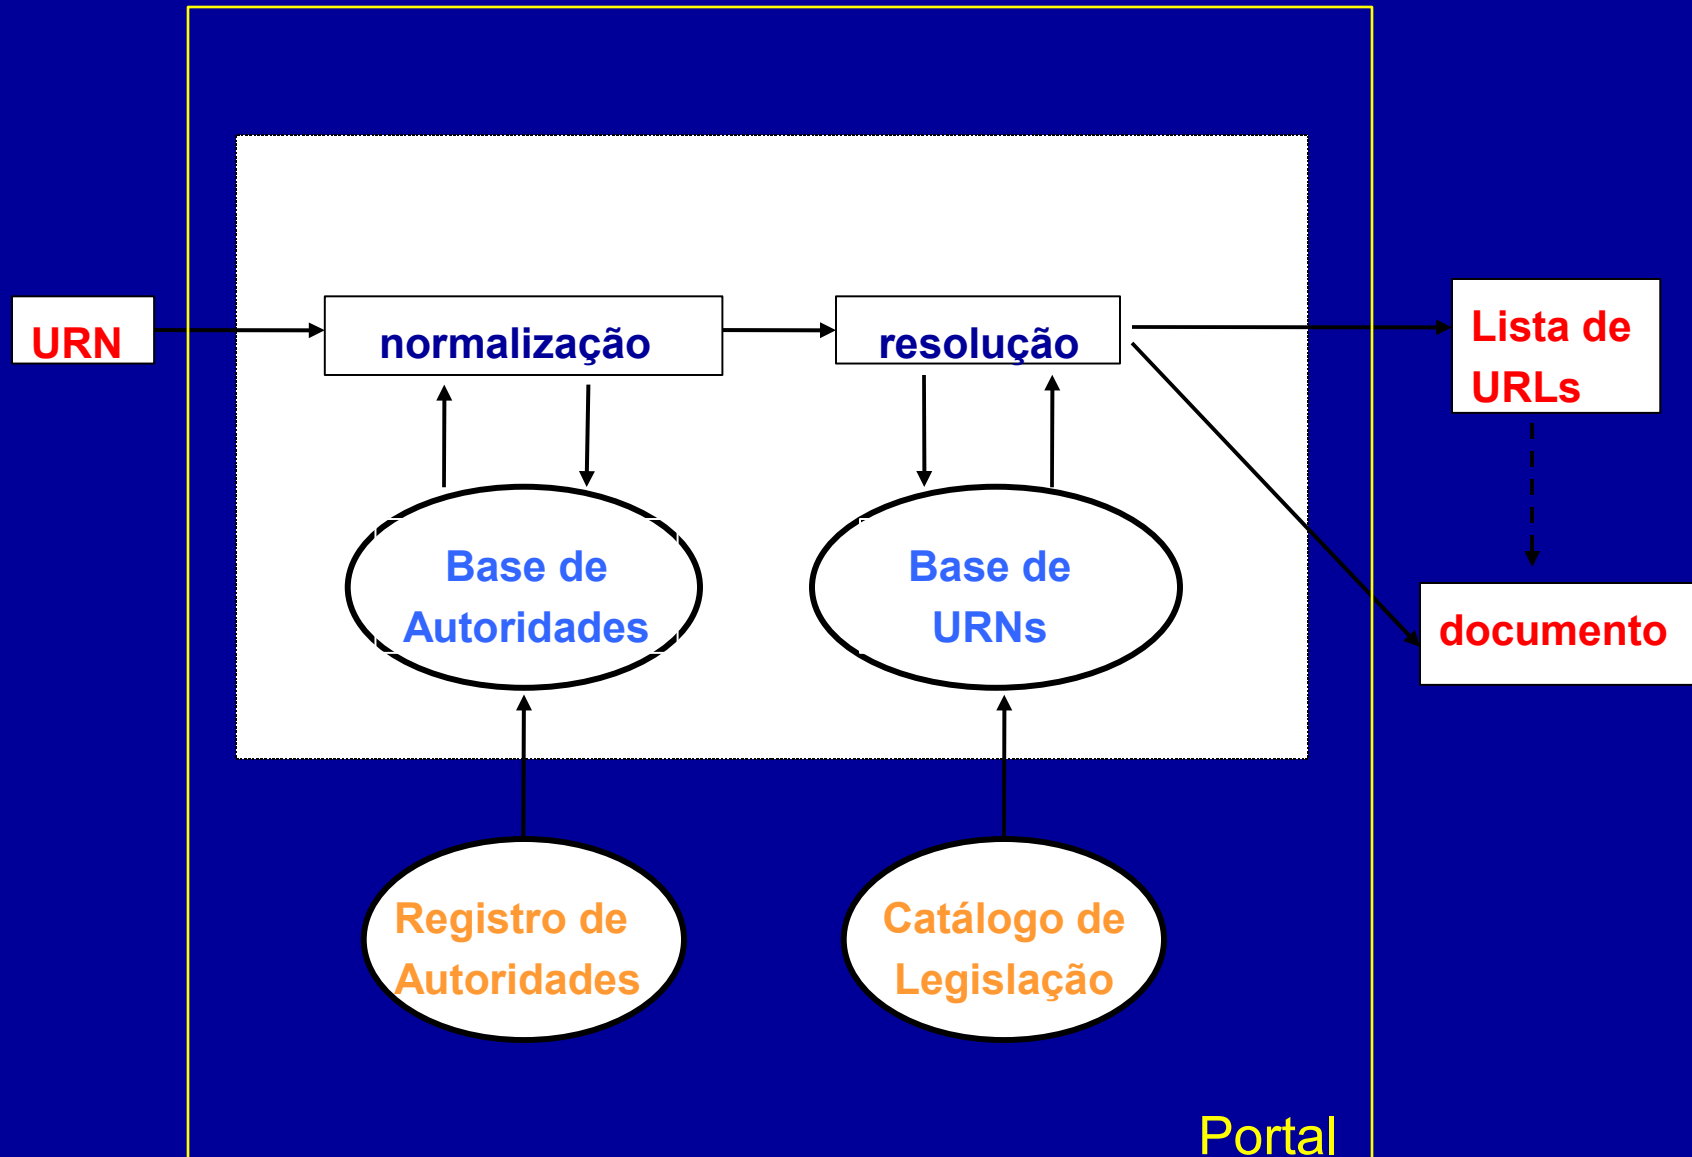 URN
normalização
resolução
Lista de
URLs
Base de
Autoridades
Base de
URNs
documento
Registro de
Autoridades
Catálogo de
Legislação
Portal